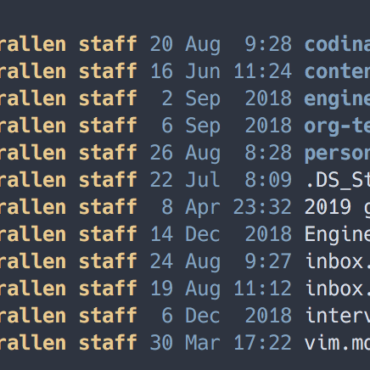 rallen staff 20 Aug 9:28 codina
rallen staff 16 Jun 11:24 conten
rallen staff 2 Sep 2018 engine
rallen staff 6 Sep 2018 org-te
rallen staff 26 Aug 8:28 person
rallen staff 22 Jul 8:09 .DS_St
rallen staff 8 Apr 23:32 2019 g
rallen staff 14 Dec 2018 Engine
rallen staff 24 Aug 9:27 inbox.
rallen staff 19 Aug 11:12 inbox.
rallen staff 6 Dec 2018 interv
rallen staff 30 Mar 17:22 vim.md